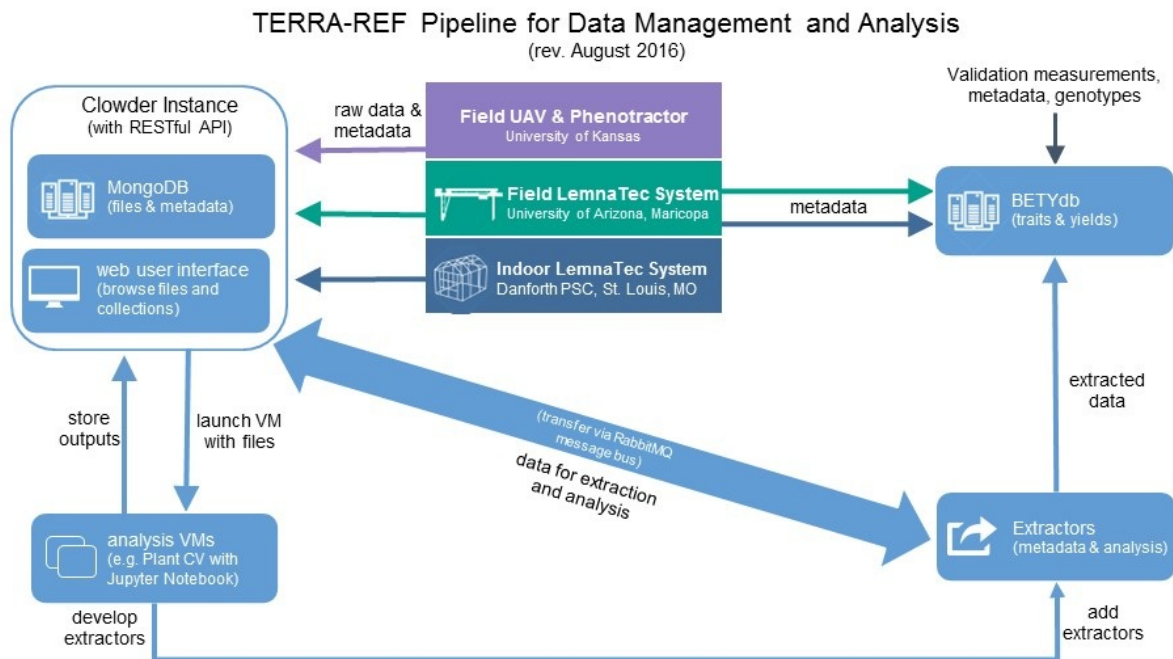 TERRA-REF Pipeline for Data Management and Analysis
(rev. August 2016)
Clowder Instance
(with RESTful API)
MongoDB
(files & metadata)
web user interface
(browse files and
collections)
raw data &
metadata
Field UAV & Phenotractor
University of Kansas
Field LemnaTec System
University of Arizona, Maricopa
Indoor LemnaTec System
Danforth PSC, St. Louis, MO
metadata
Validation measurements,
metadata, genotypes
BETYdb
(traits & yields)
store
outputs
launch VM
with files
(transfer via RabbitMQ
message bus)
data for extraction
and analysis
extracted
data
analysis VMs
(e.g. Plant CV with
Jupyter Notebook)
Extractors
(metadata & analysis)
develop
extractors
add
extractors